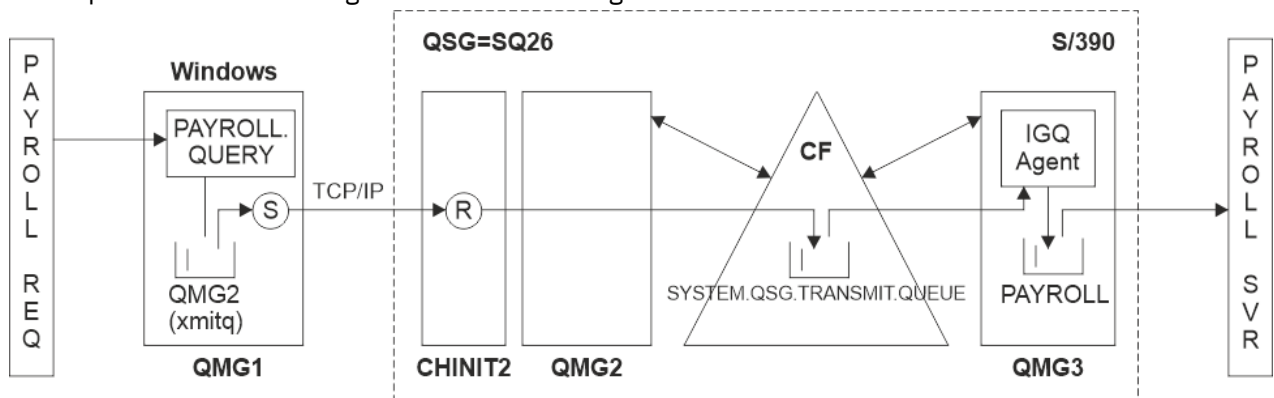 P
A
Y
R
O
L
L
R
E
Q
Windows
PAYROLL.
QUERY
S
QMG2
(xmitq)
QMG1
TCP/IP
QSG=SQ26
S/390
R
CHINIT2
QMG2
CF
SYSTEM.QSG.TRANSMIT.QUEUE
IGQ
Agent
PAYROLL
QMG3
P
A
Y
R
O
L
L
S
V
R